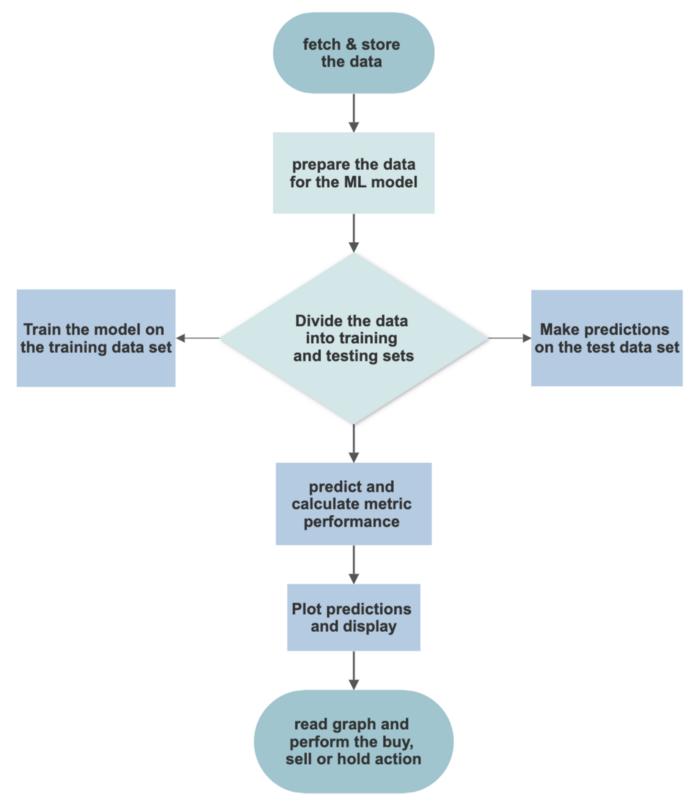 fetch & store
the data
prepare the data
for the ML model
Train the model on
the training data set
Divide the data
into training
and testing sets
Make predictions
on the test data set
predict and
calculate metric
performance
Plot predictions
and display
read graph and
perform the buy,
sell or hold action